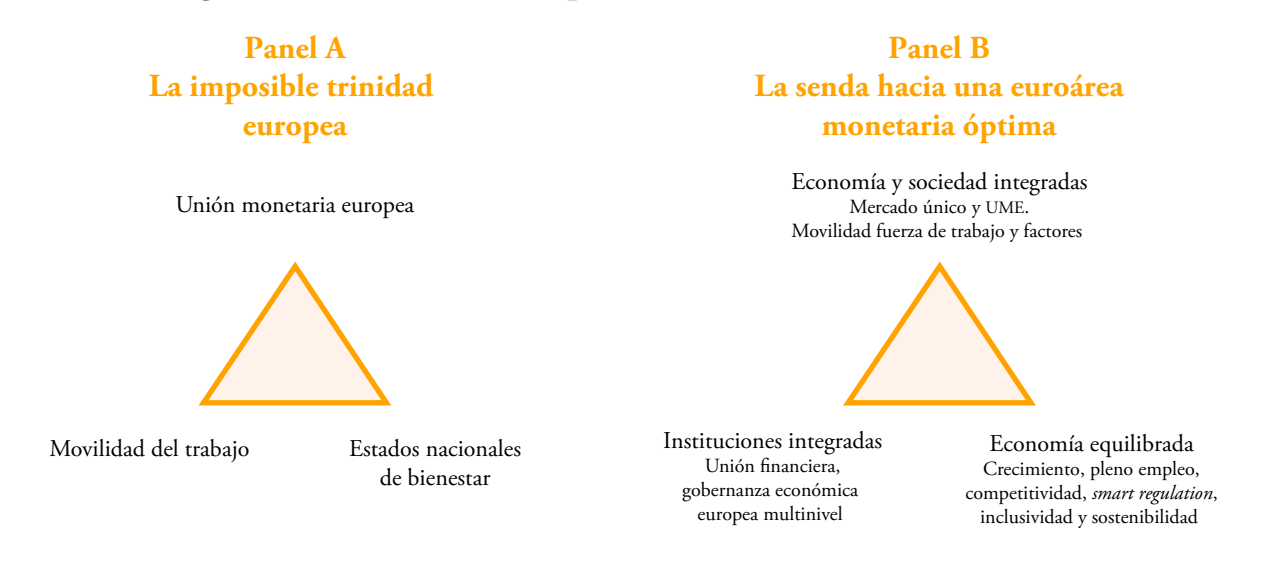 Panel A
La imposible trinidad
europea
Unión monetaria europea
Movilidad del trabajo
Estados nacionales
de bienestar
Panel B
La senda hacia una euroárea
monetaria óptima
Economía y sociedad integradas
Mercado único y UME.
Movilidad fuerza de trabajo y factores
Instituciones integradas
Unión financiera,
gobernanza económica
europea multinivel
Economía equilibrada
Crecimiento, pleno empleo,
competitividad, smart regulation,
inclusividad y sostenibilidad